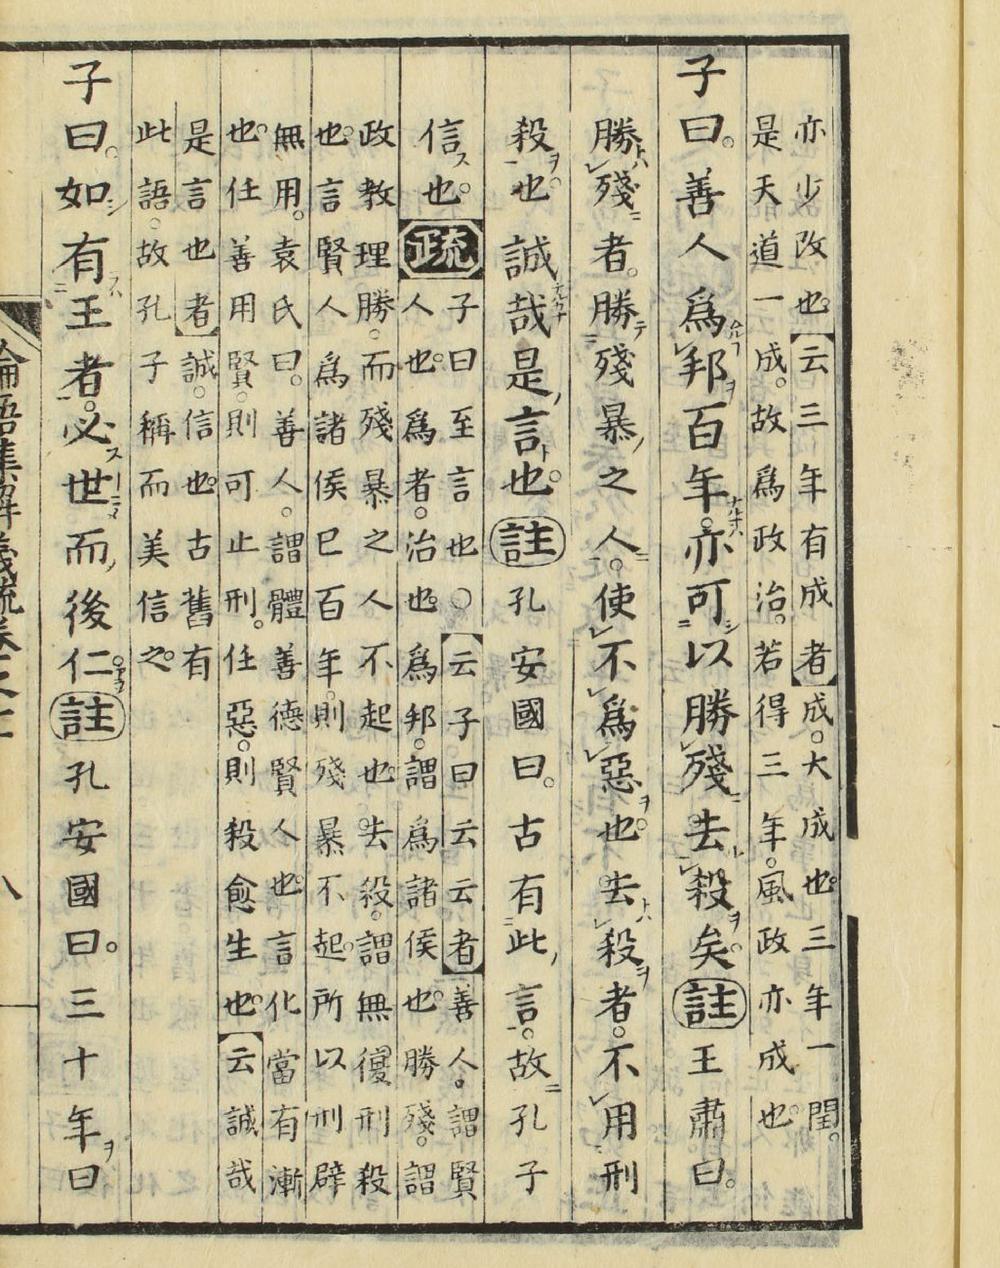 亦少改也云三年有成者成。大成也。三年一閏。
是天道一成。故爲政治。若得三年。風政亦成也。
子曰。善人爲邦百年。亦可以勝殘去殺矣。註王肅曰。
勝殘者。勝殘暴之人。使不爲惡也。去殺者。不用刑
殺也。誠哉是言也。註孔安國曰。古有此言。故孔子
信也。疏子曰至言也〇云子曰云云者善人。謂賢
人也。爲者。治也。爲邦。謂爲諸侯也。勝殘。謂
政教理勝。而殘暴之人不起也。去殺。謂無復刑殺
也。言賢人爲諸侯已百年。則殘暴不起。所以刑辟
無用。袁氏曰。善人。謂體善德賢人也。言化當有漸
也。任善用賢。則可止刑。任惡。則殺愈生也。云誠哉
是言也者誠。信也。古舊有
此語。故孔子稱而美信之。
子曰。如有王者。必世而後仁。註孔安國曰。三十年曰
論語集解義疏卷之七
八